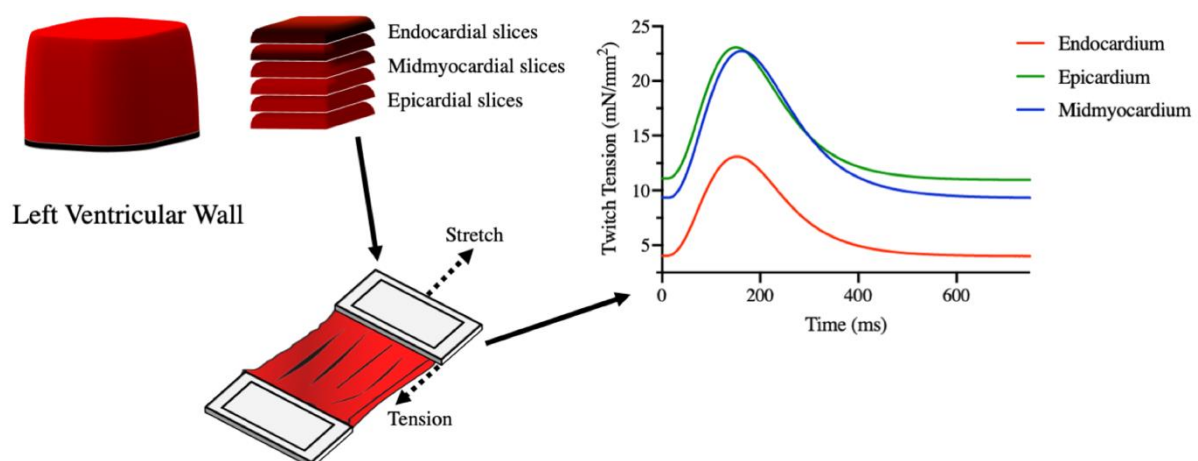 Endocardial slices
Midmyocardial slices
Epicardial slices
Left Ventricular Wall
Stretch
Tension
25
20
15
10
5
Twitch Tension (mN/mm²)
0
200
400
600
Time (ms)
Endocardium
Epicardium
Midmyocardium